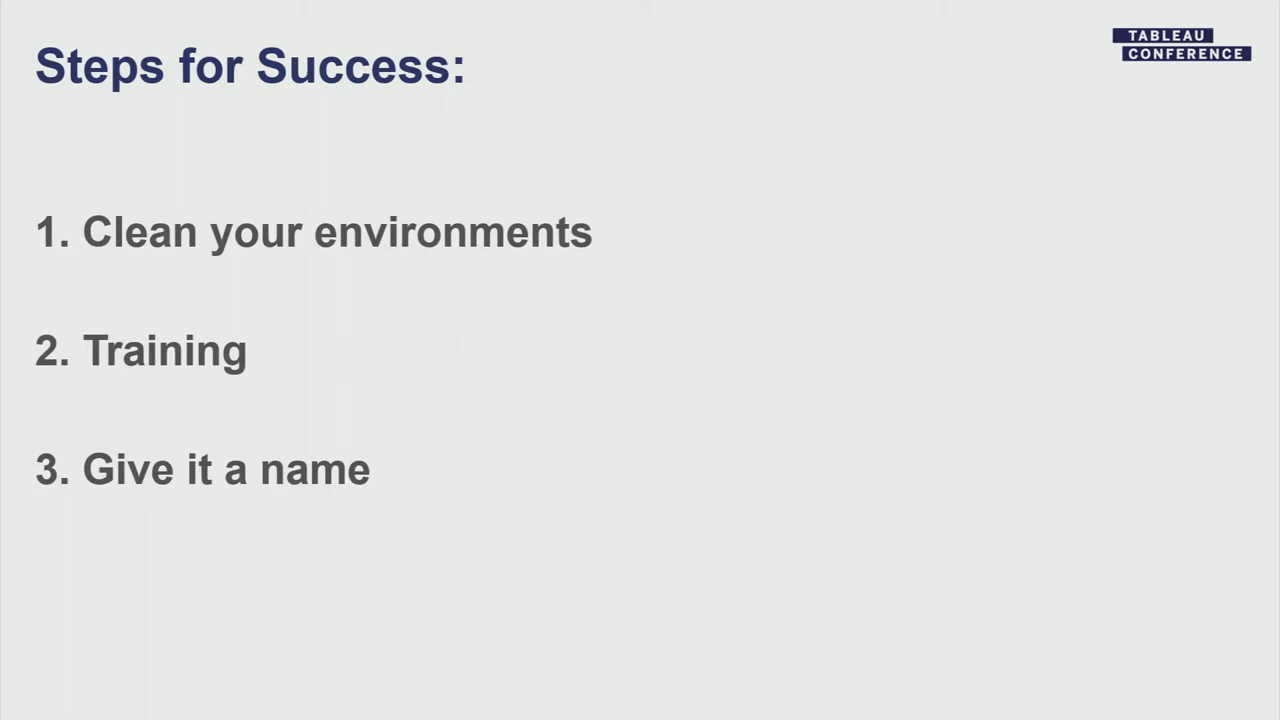 Steps for Success:
TABLEAU
CONFERENCE
1. Clean your environments
2. Training
3. Give it a name